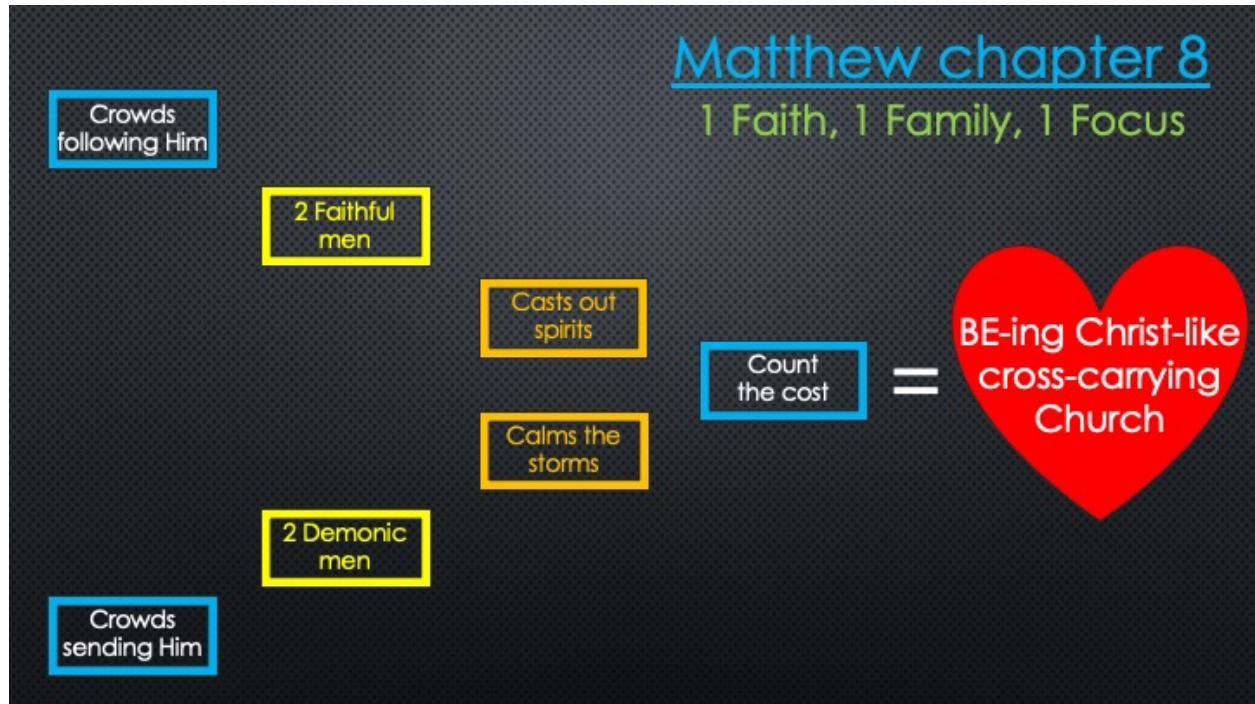 Matthew chapter 8
1 Faith, 1 Family, 1 Focus
Crowds
following Him
2 Faithful
men
Casts out
spirits
Count
the cost
=
BE-ing Christ-like
cross-carrying
Church
Calms the
storms
2 Demonic
men
Crowds
sending Him